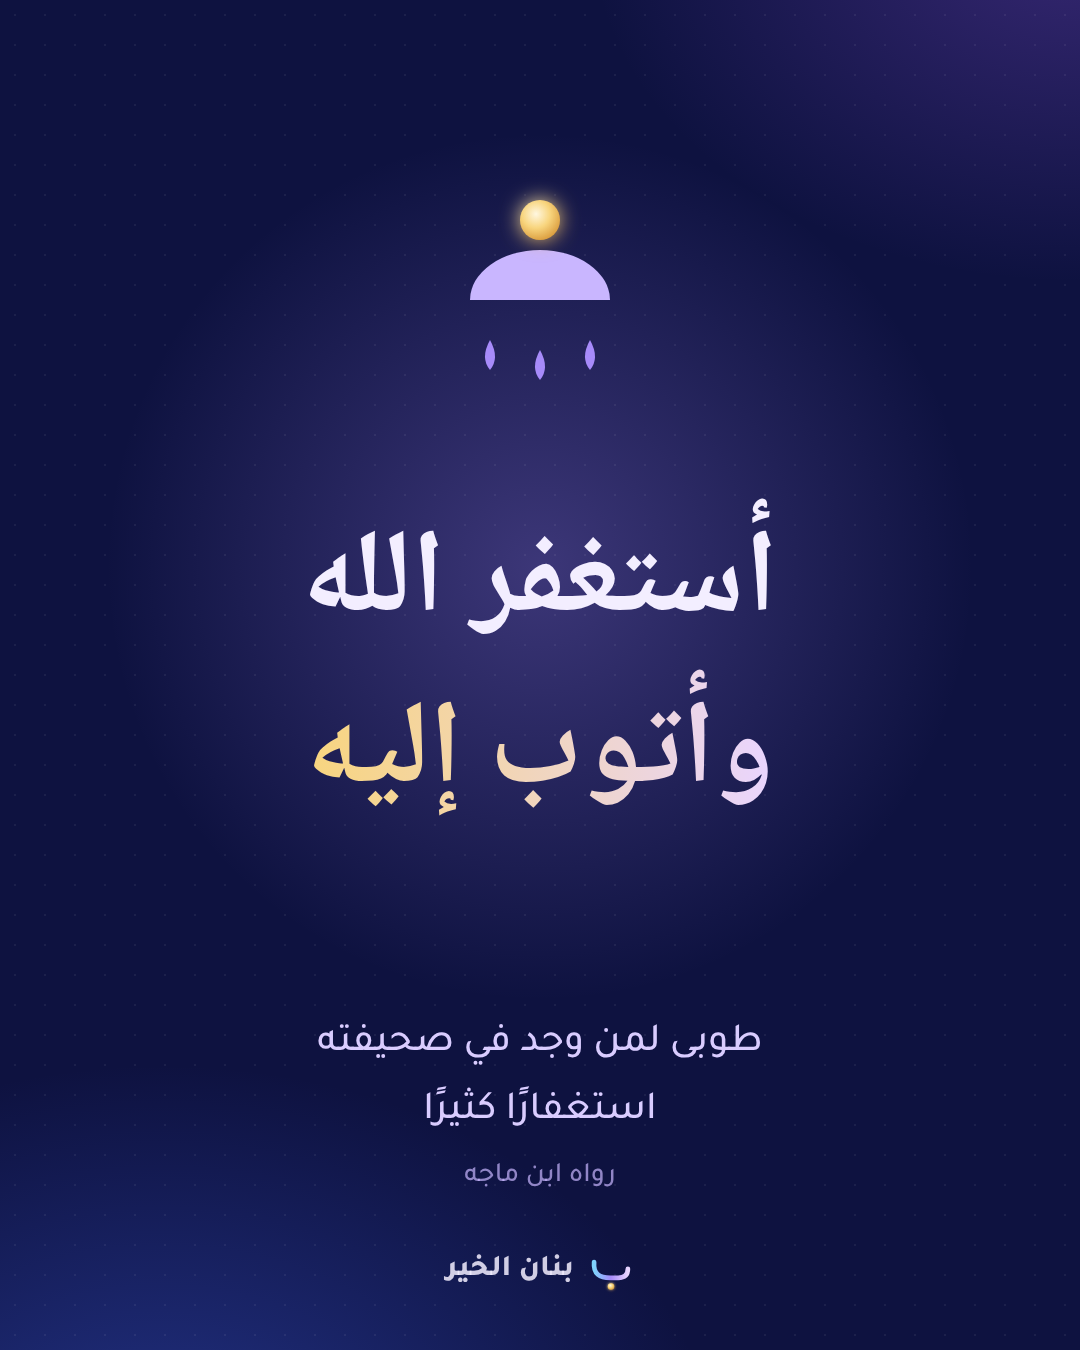 أستغفر الله
وأتوب إليه
طوبى لمن وجد في صحيفته
استغفارًا كثيرًا
رواه ابن ماجه
ب بنان الخير